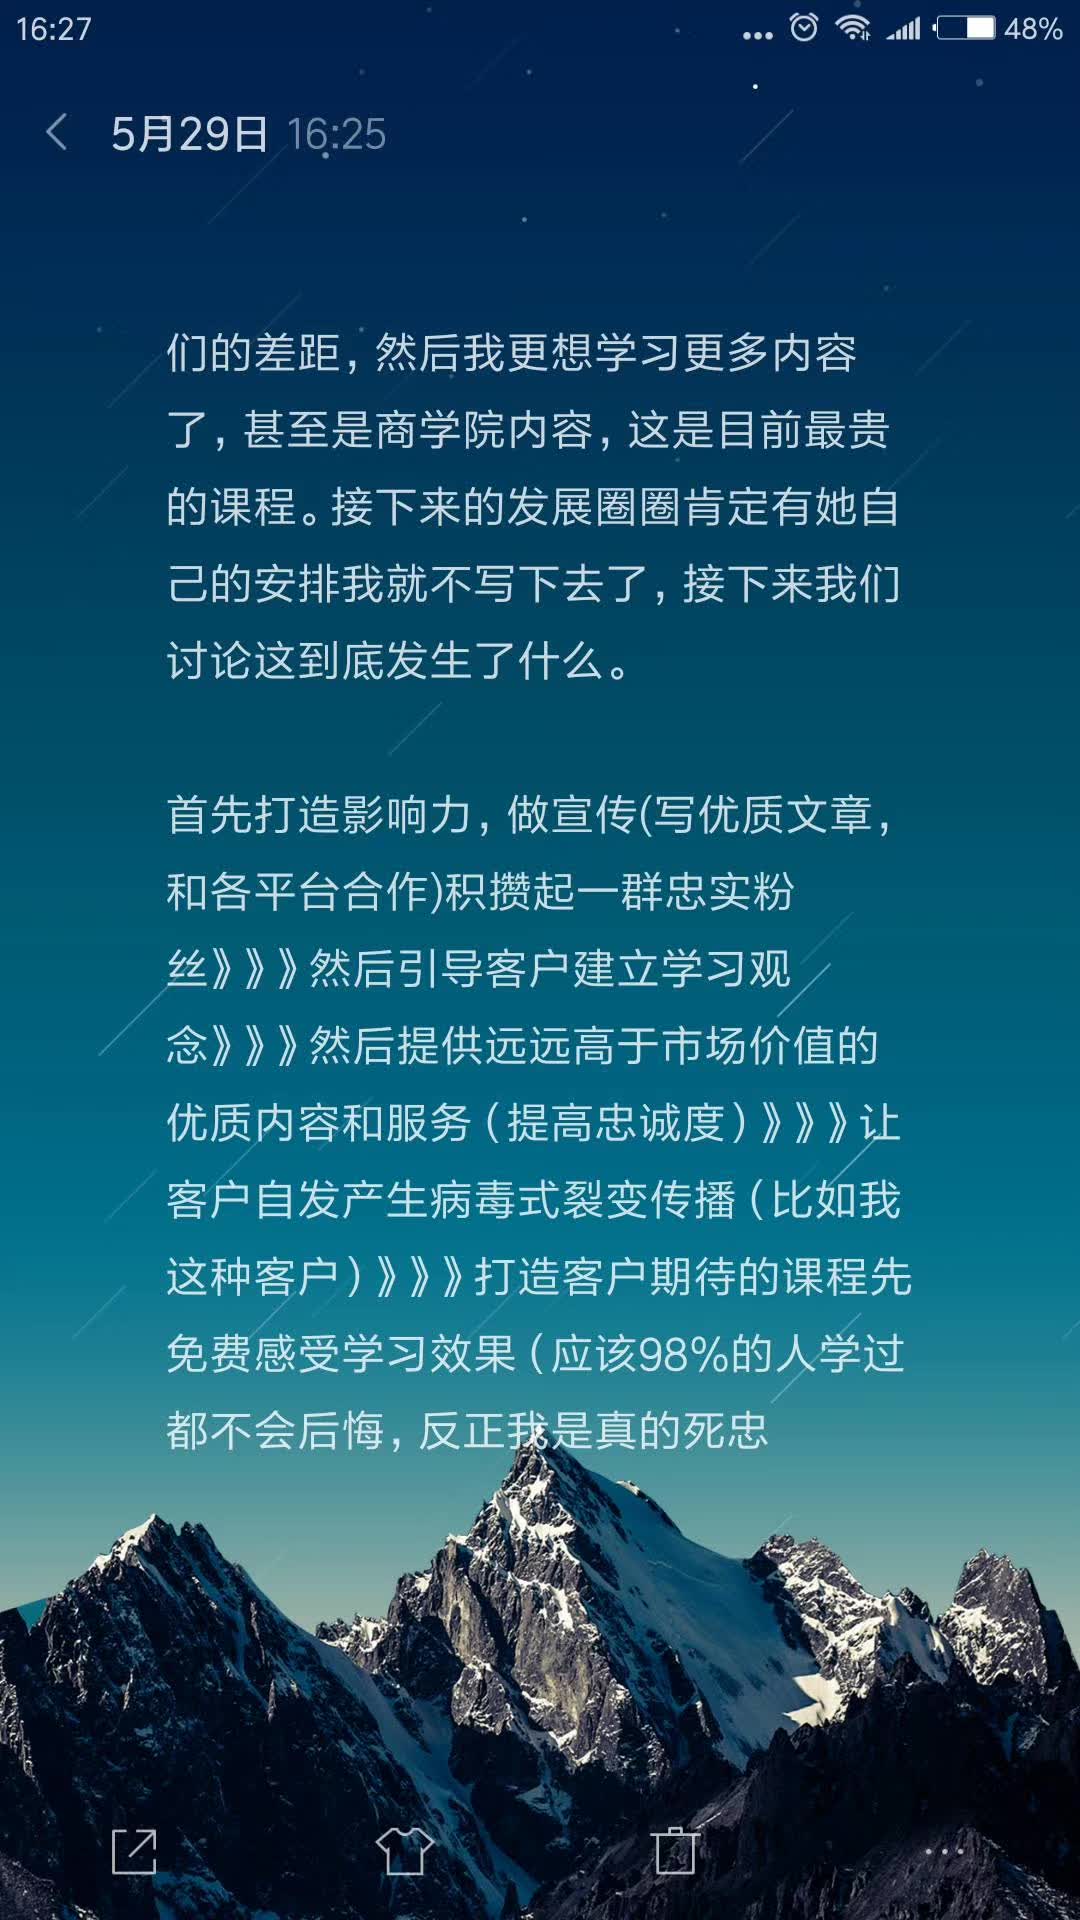 16:27
48%
5月29日 16:25
们的差距，然后我更想学习更多内容
了，甚至是商学院内容，这是目前最贵
的课程。接下来的发展圈圈肯定有她自
己的安排我就不写下去了，接下来我们
讨论这到底发生了什么。
首先打造影响力，做宣传(写优质文章，
和各平台合作)积攒起一群忠实粉
丝》》》然后引导客户建立学习观
念》》》然后提供远远高于市场价值的
优质内容和服务（提高忠诚度）》》》让
客户自发产生病毒式裂变传播（比如我
这种客户）》》》打造客户期待的课程先
免费感受学习效果（应该98%的人学过
都不会后悔，反正我是真的死忠